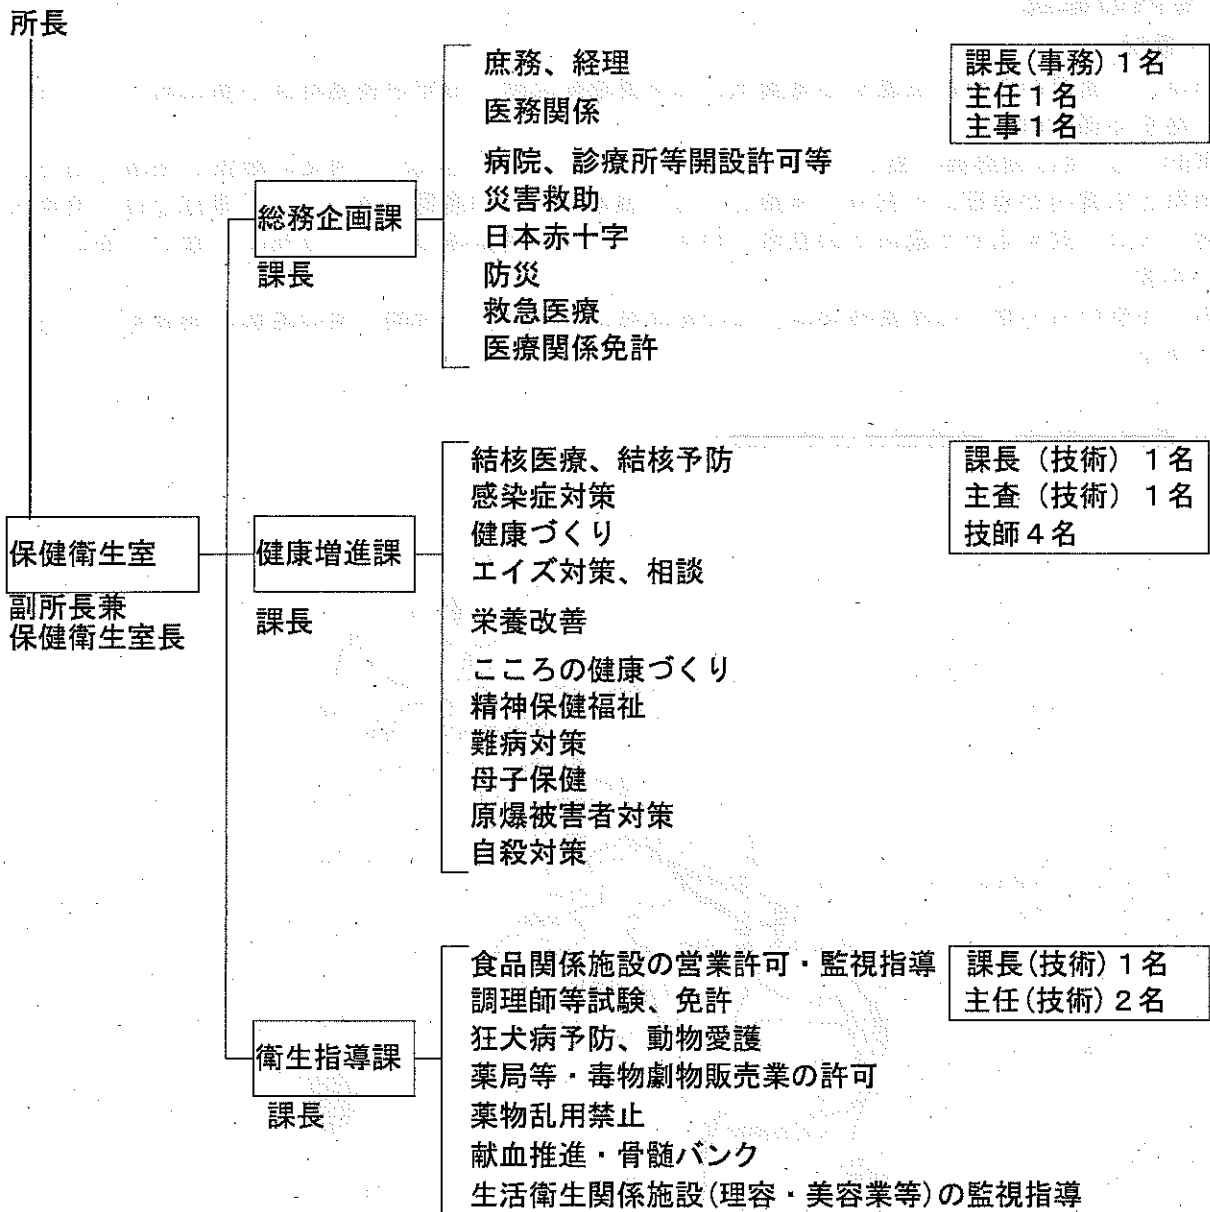 所長
保健衛生室
副所長兼
保健衛生室長
総務企画課
課長
庶務、経理
医務関係
病院、診療所等開設許可等
災害救助
日本赤十字
防災
救急医療
医療関係免許
課長(事務)1名
主任1名
主事1名
健康増進課
課長
結核医療、結核予防
感染症対策
健康づくり
エイズ対策、相談
栄養改善
こころの健康づくり
精神保健福祉
難病対策
母子保健
原爆被害者対策
自殺対策
課長(技術) 1名
主査(技術) 1名
技師4名
衛生指導課
課長
食品関係施設の営業許可・監視指導
調理師等試験、免許
狂犬病予防、動物愛護
薬局等・毒物劇物販売業の許可
薬物乱用禁止
献血推進・骨髄バンク
生活衛生関係施設(理容・美容業等)の監視指導
課長(技術)1名
主任(技術)2名